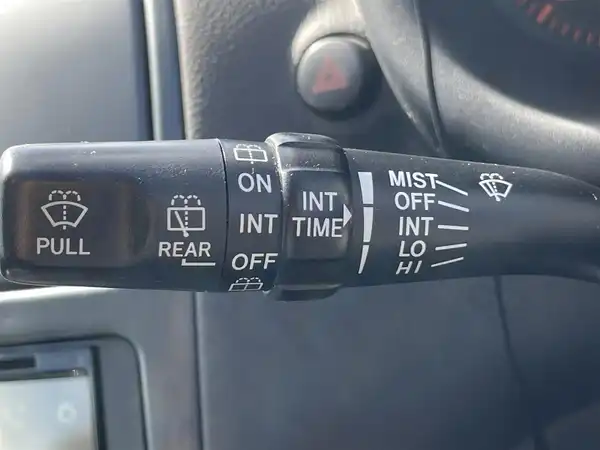 PULL
REAR
ON
INT
OFF
INT
TIME
MIST
OFF
INT
LO
HI